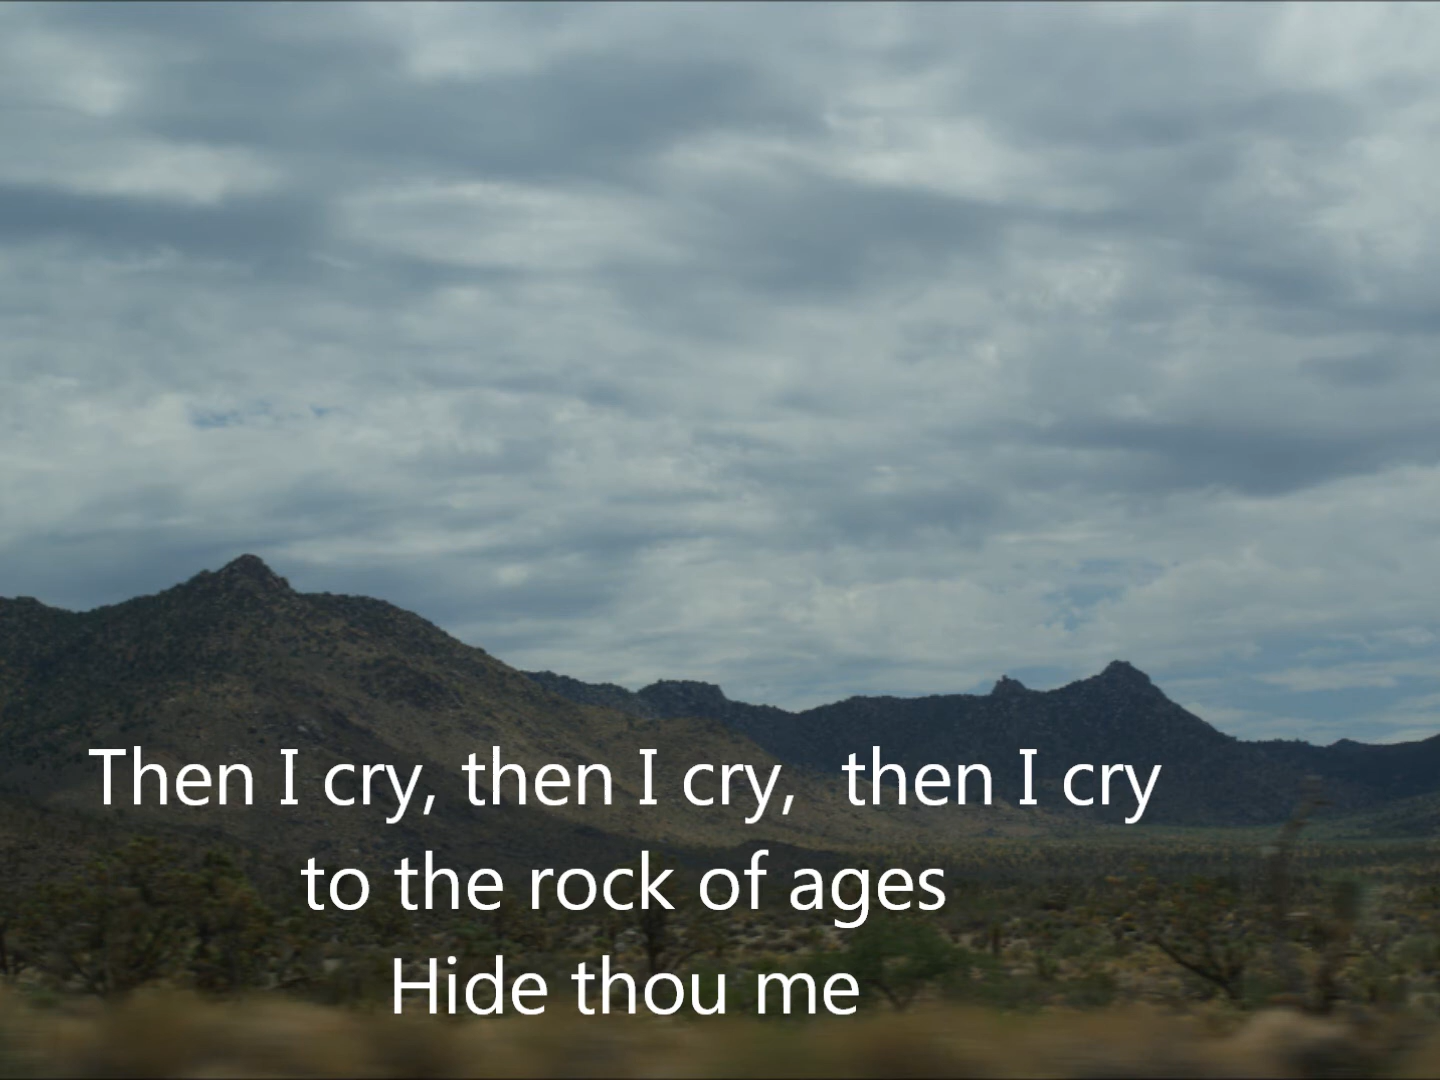 Then I cry, then I cry,  then I cry
to the rock of ages
Hide thou me